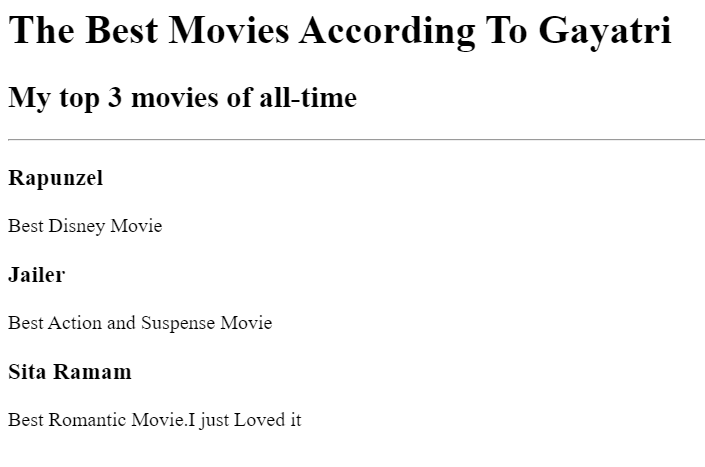 The Best Movies According To Gayatri
My top 3 movies of all-time
Rapunzel
Best Disney Movie
Jailer
Best Action and Suspense Movie
Sita Ramam
Best Romantic Movie.I just Loved it